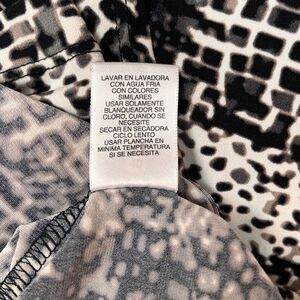 LAVAR EN LAVADORA
CON AGUA FRIA
CON COLORES
SIMILARES
USAR SOLAMENTE
BLANQUEADOR SIN
CLORO, CUANDO SE
NECESITE
SECAR EN SECADORA
CICLO LENTO
USAR PLANCHA EN
MINIMA TEMPERATURA
SI SE NECESITA